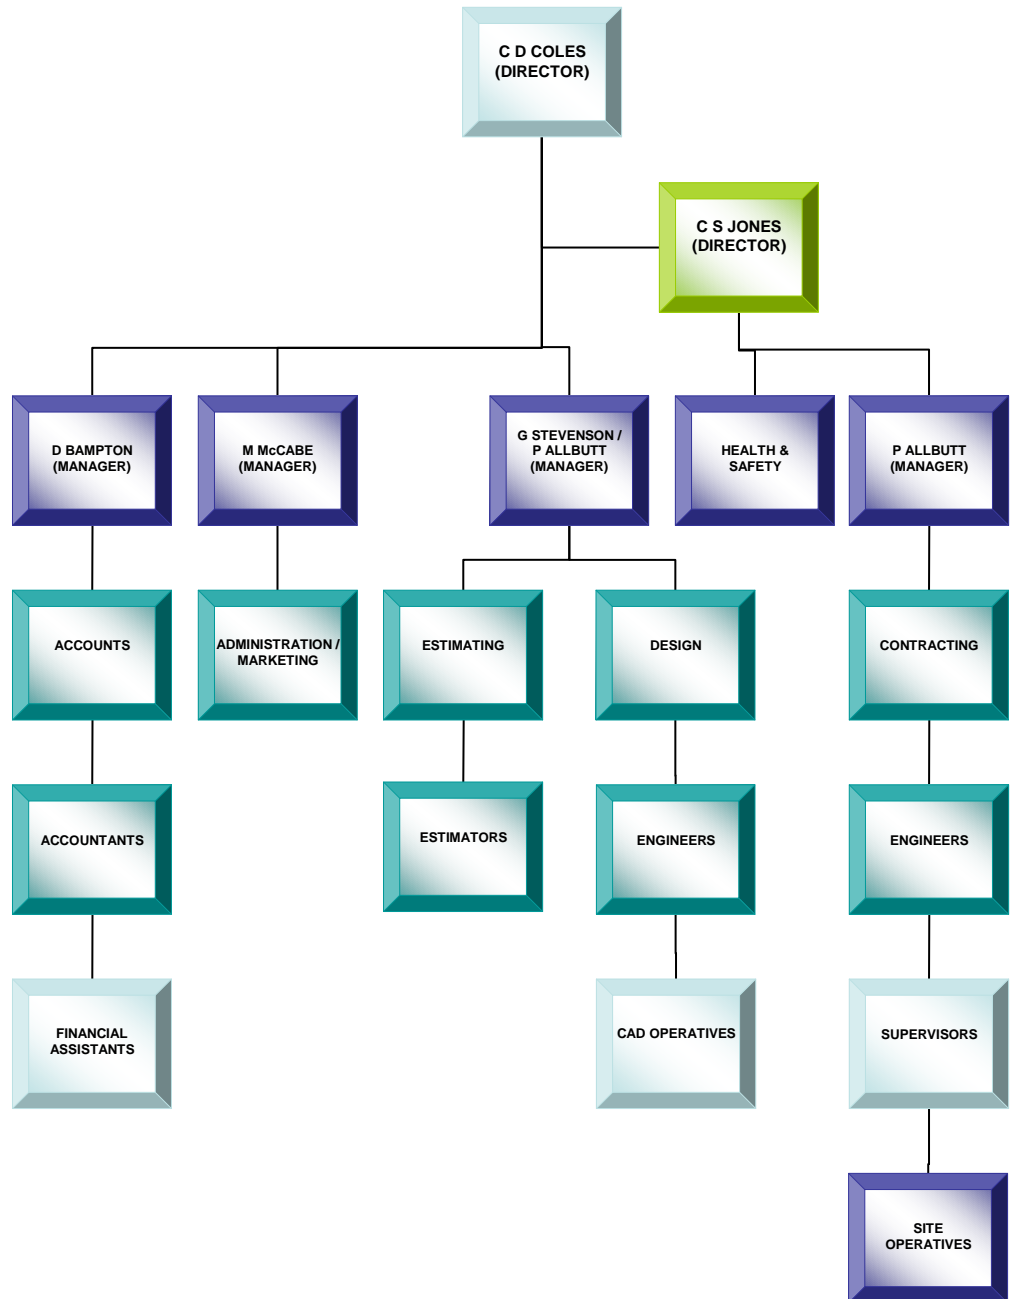 C D COLES
(DIRECTOR)
C S JONES
(DIRECTOR)
D BAMPTON
(MANAGER)
M McCABE
(MANAGER)
G STEVENSON /
P ALLBUTT
(MANAGER)
HEALTH &
SAFETY
P ALLBUTT
(MANAGER)
ACCOUNTS
ADMINISTRATION /
MARKETING
ESTIMATING
DESIGN
CONTRACTING
ACCOUNTANTS
ESTIMATORS
ENGINEERS
ENGINEERS
FINANCIAL
ASSISTANTS
CAD OPERATIVES
SUPERVISORS
SITE
OPERATIVES